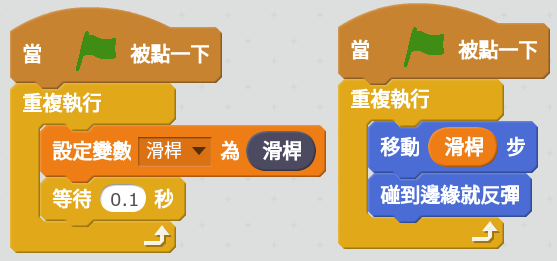 當 被點一下
重複執行
設定變數 滑桿 為 滑桿
等待 0.1 秒
當 被點一下
重複執行
移動 滑桿 步
碰到邊緣就反彈